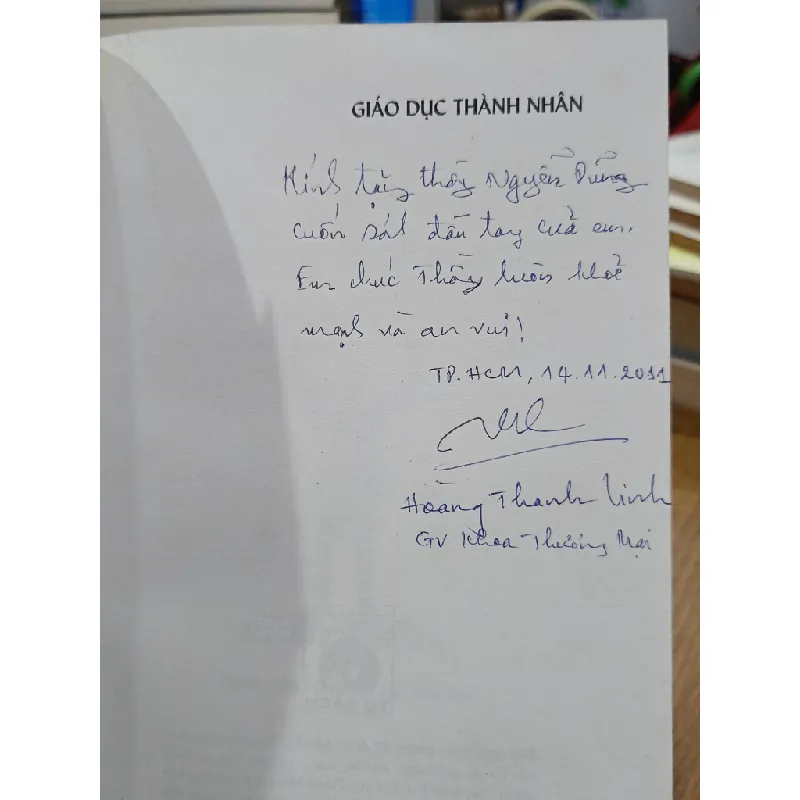 GIÁO DỤC THÀNH NHÂN
Kính tặng thầy Nguyễn Dũng
cuốn sách đầu tay của em.
Em chúc Thầy luôn khoẻ
mạnh và an vui!
TP.HCM, 14.11.2011
Hoàng Thanh Linh
GV Khoa Thương Mại